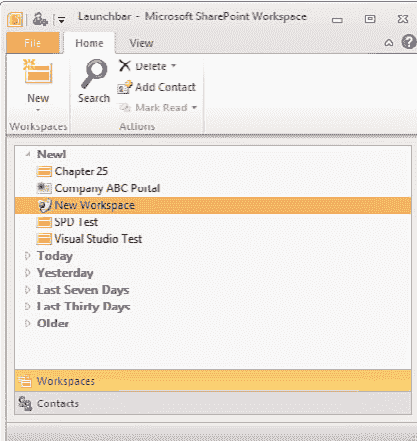 Launchbar - Microsoft SharePoint Workspace
File Home View
New Search Delete
Add Contact
Mark Read
Workspaces Actions
New!
Chapter 25
Company ABC Portal
New Workspace
SPD Test
Visual Studio Test
Today
Yesterday
Last Seven Days
Last Thirty Days
Older
Workspaces
Contacts